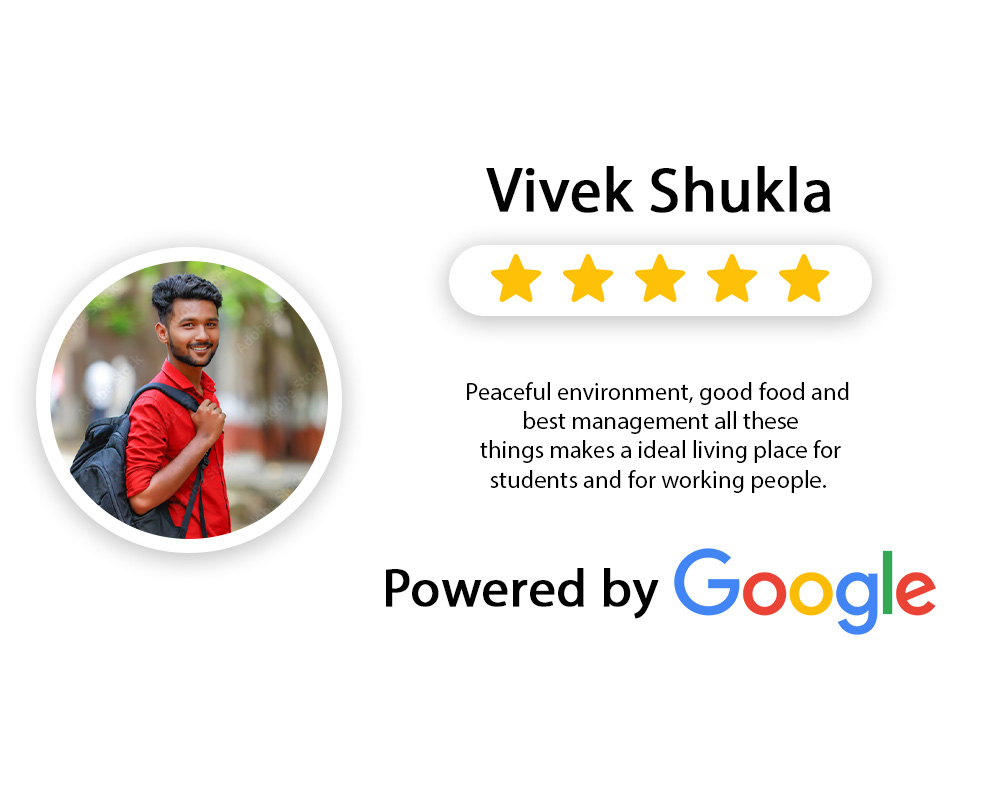 Vivek Shukla
Peaceful environment, good food and
best management all these
things makes a ideal living place for
students and for working people.
Powered by Google